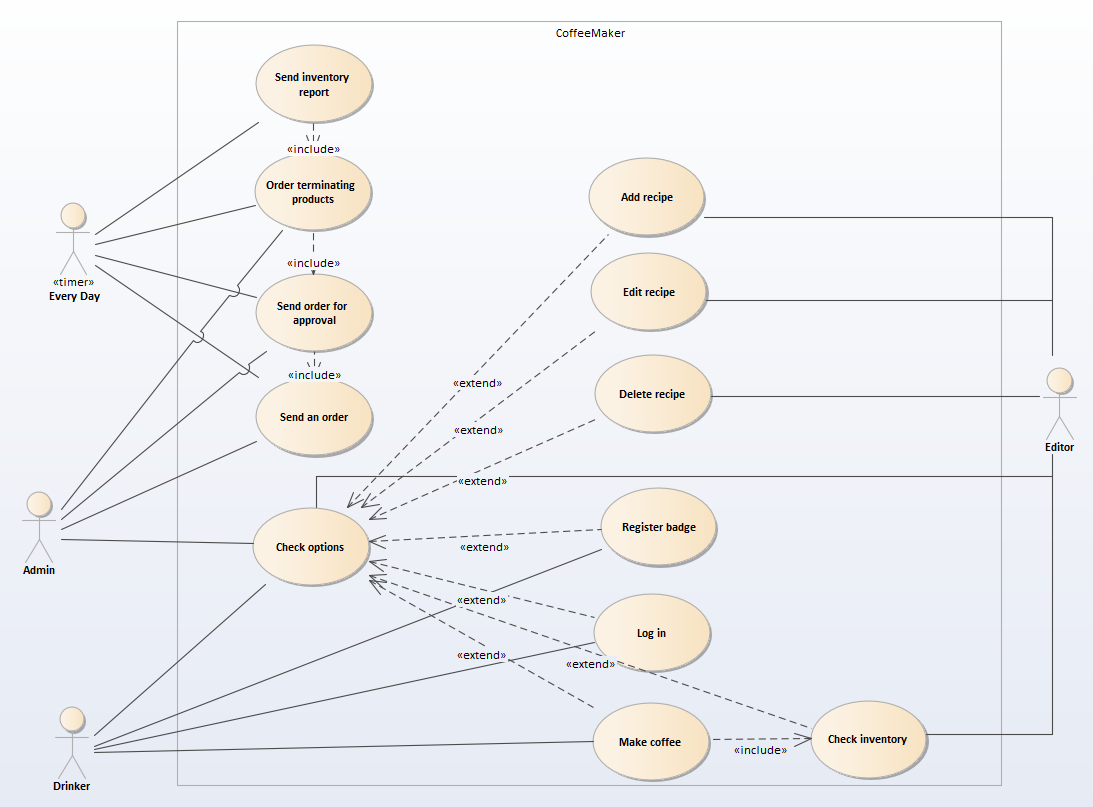 CoffeeMaker
Send inventory
report
«include»
Order terminating
products
Add recipe
«include»
«timer»
Every Day
Edit recipe
Send order for
approval
«include»
«extend»
Delete recipe
Send an order
«extend»
Editor
«extend»
Register badge
Check options
«extend»
Admin
«extend»
Log in
«extend»
«extend»
Make coffee
Check inventory
«include»
Drinker